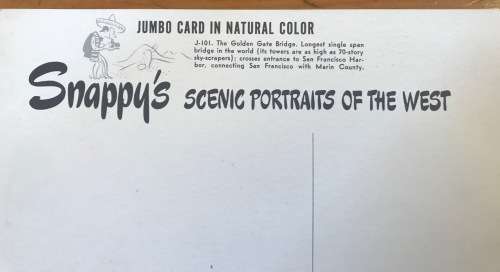 JUMBO CARD IN NATURAL COLOR
J-101. The Golden Gate Bridge. Longest single span
bridge in the world (its towers are as high as 70-story
sky-scrapers); crosses entrance to San Francisco Har-
bor, connecting San Francisco with Marin County.
Snappy's SCENIC PORTRAITS OF THE WEST